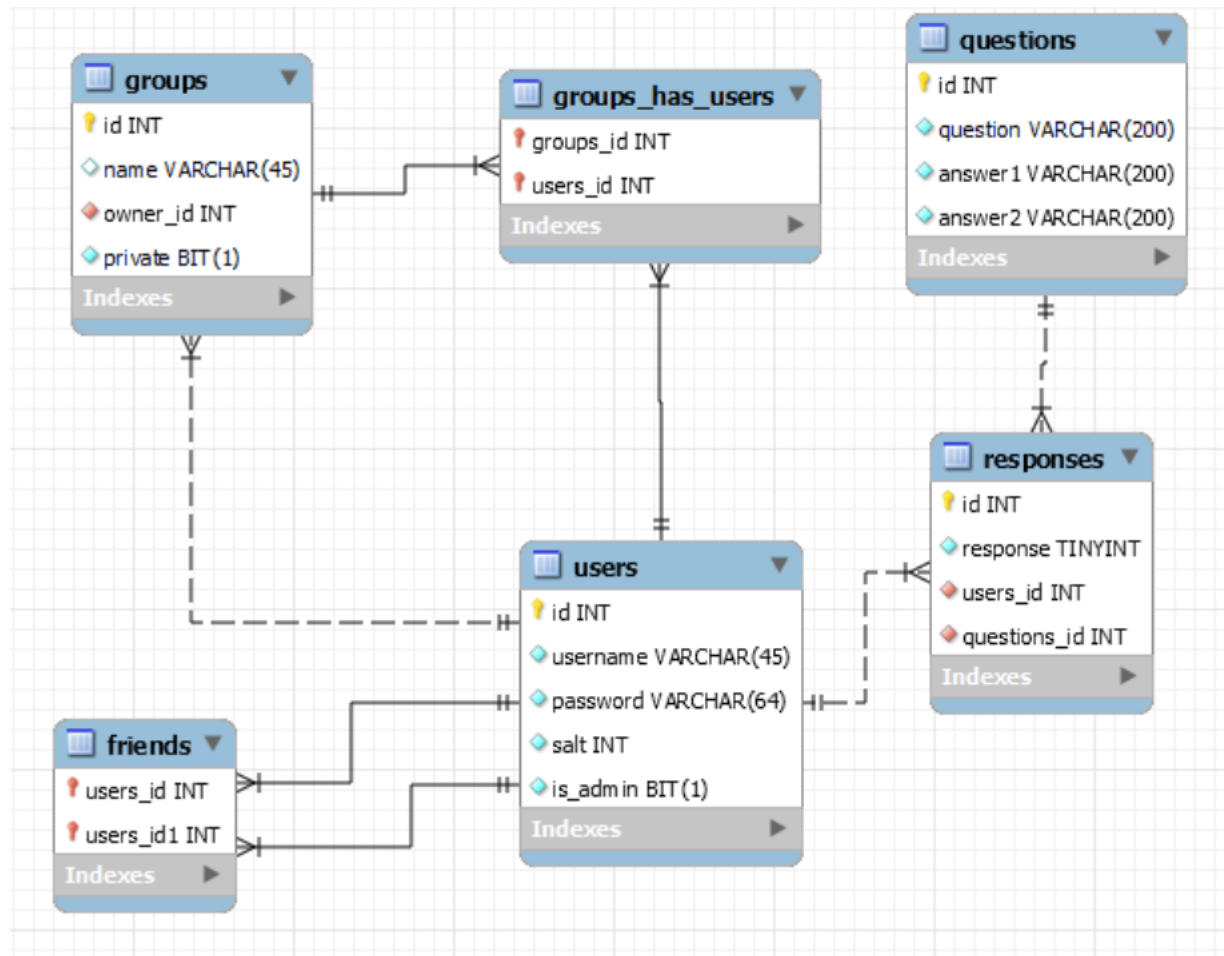 groups
id INT
name VARCHAR(45)
owner_id INT
private BIT(1)
Indexes
groups_has_users
groups_id INT
users_id INT
Indexes
questions
id INT
question VARCHAR(200)
answer1 VARCHAR(200)
answer2 VARCHAR(200)
Indexes
responses
id INT
response TINYINT
users_id INT
questions_id INT
Indexes
users
id INT
username VARCHAR(45)
password VARCHAR(64)
salt INT
is_admin BIT(1)
Indexes
friends
users_id INT
users_id1 INT
Indexes